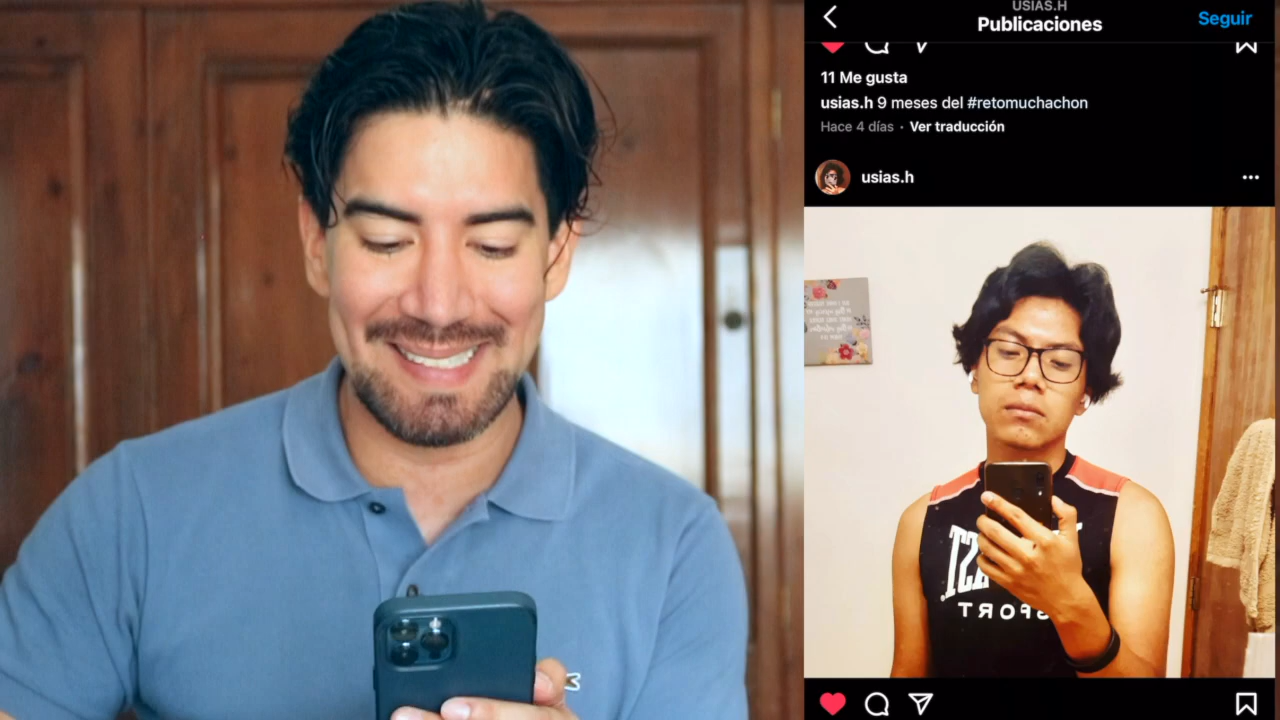 USIAS.H
Publicaciones
Seguir
11 Me gusta
usias.h 9 meses del #retomuchachon
Hace 4 días · Ver traducción
usias.h
SPORT